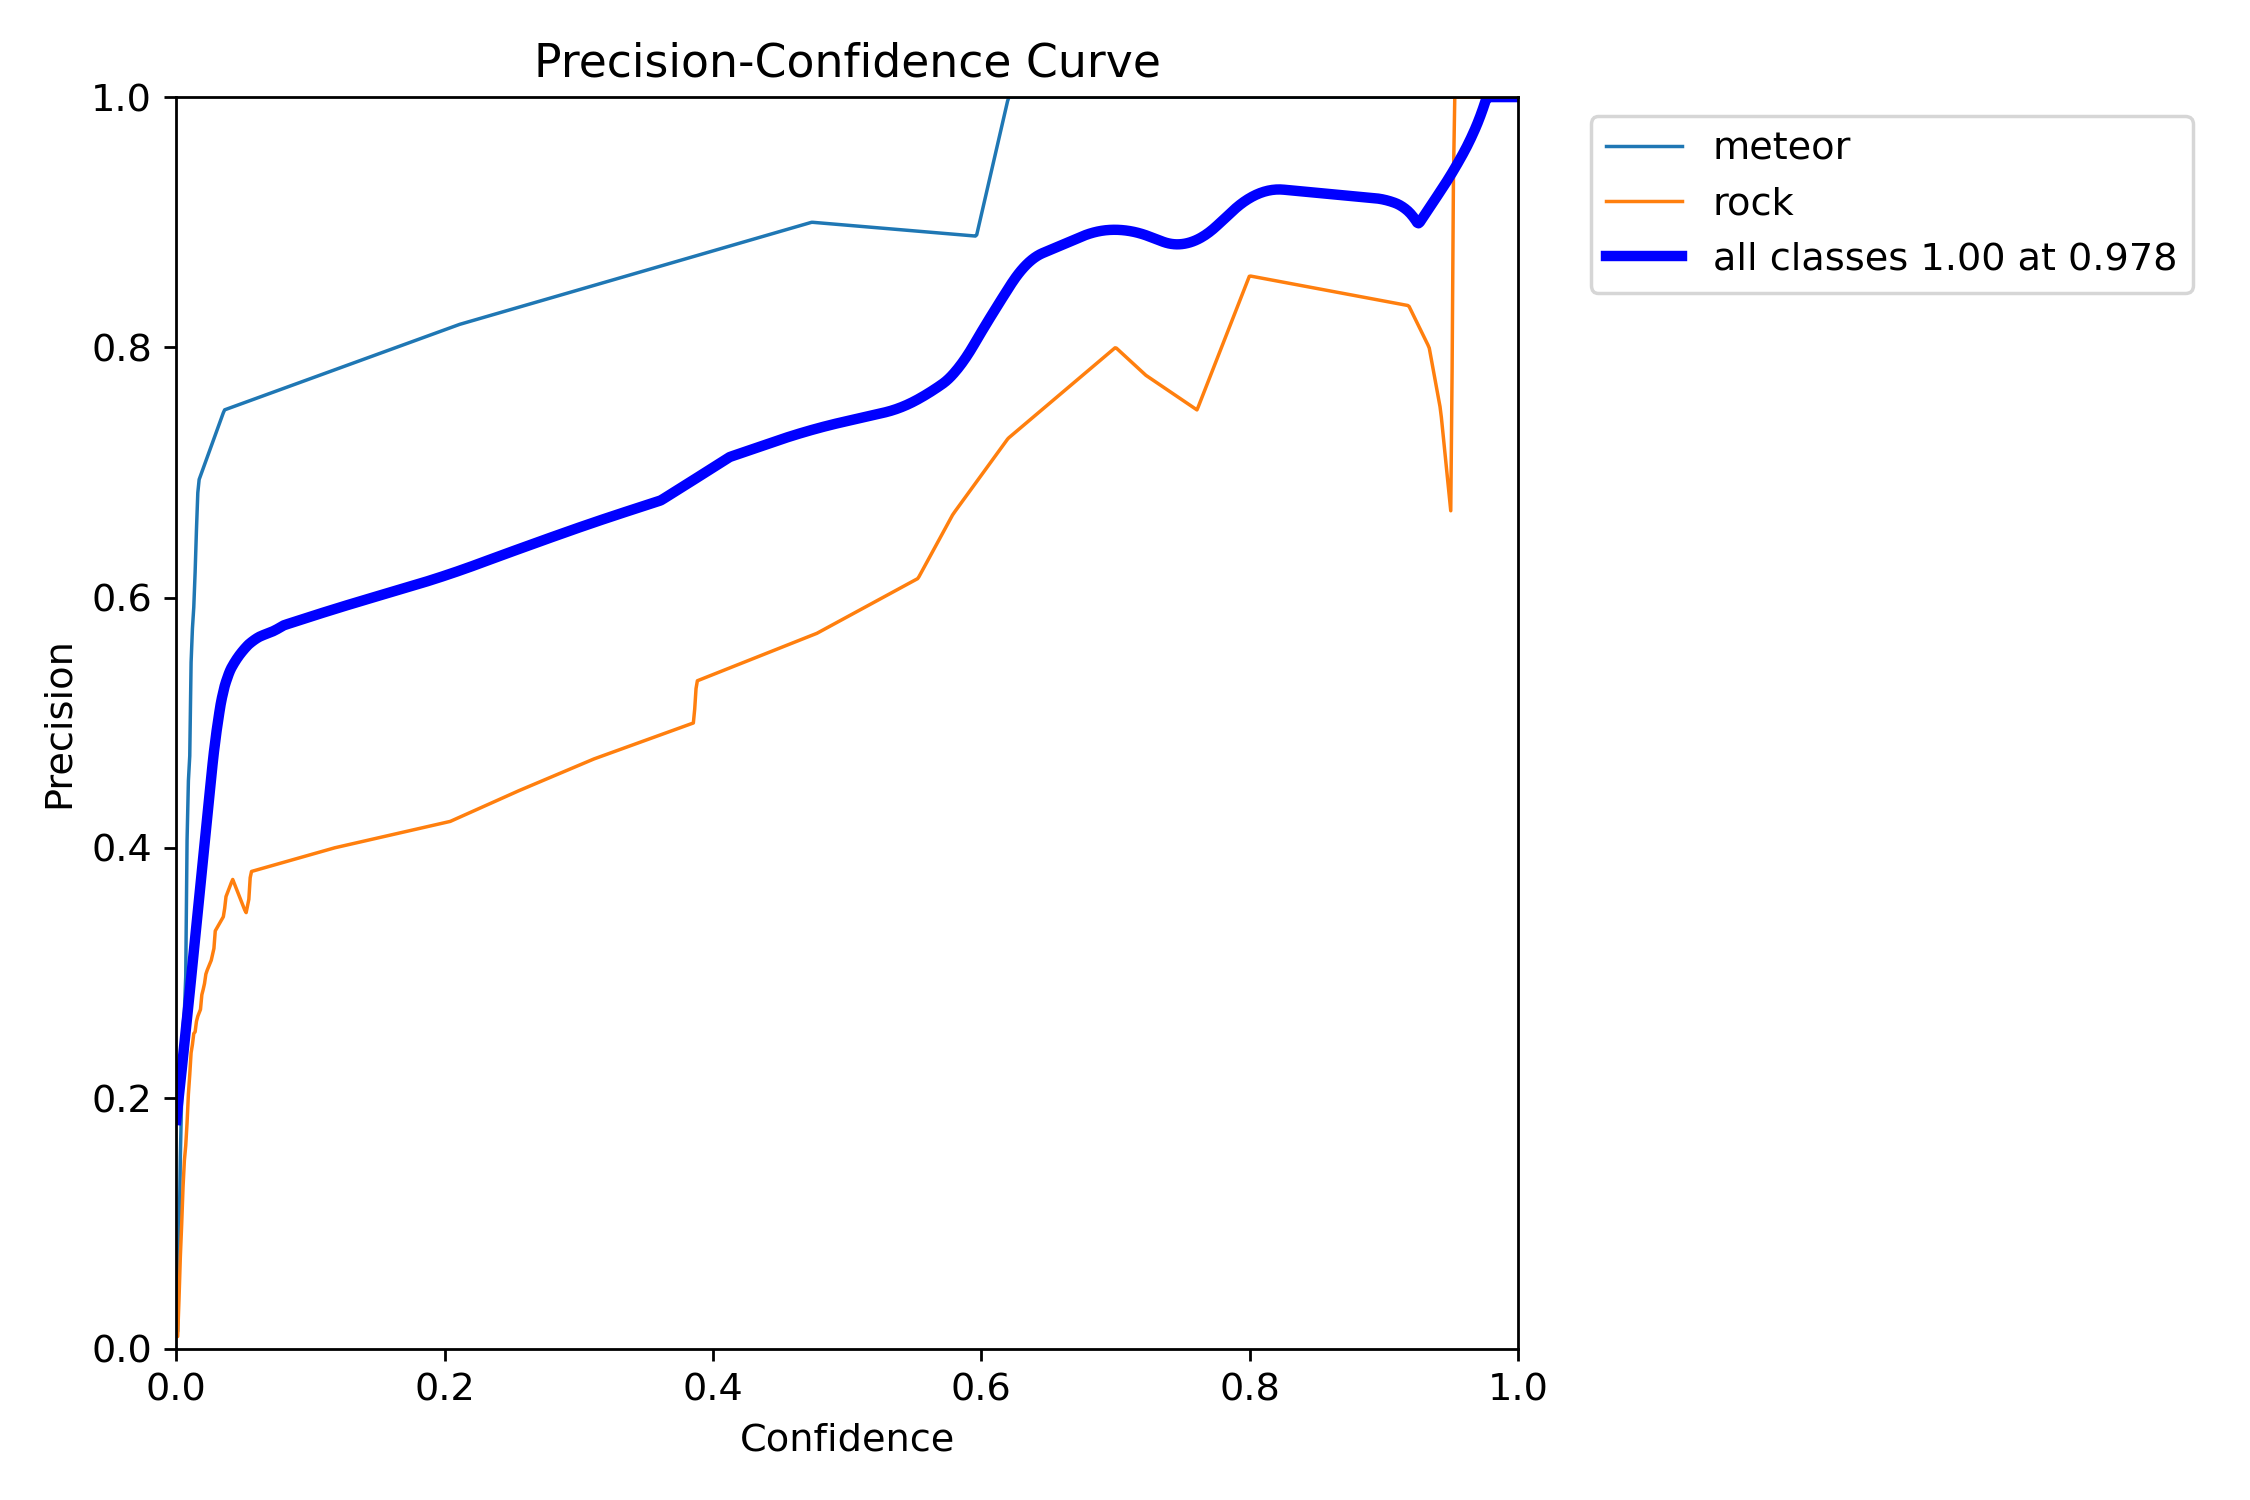 Precision-Confidence Curve
1.0
0.8
0.6
0.4
0.2
0.0
Precision
0.0 0.2 0.4 0.6 0.8 1.0
Confidence
meteor
rock
all classes 1.00 at 0.978